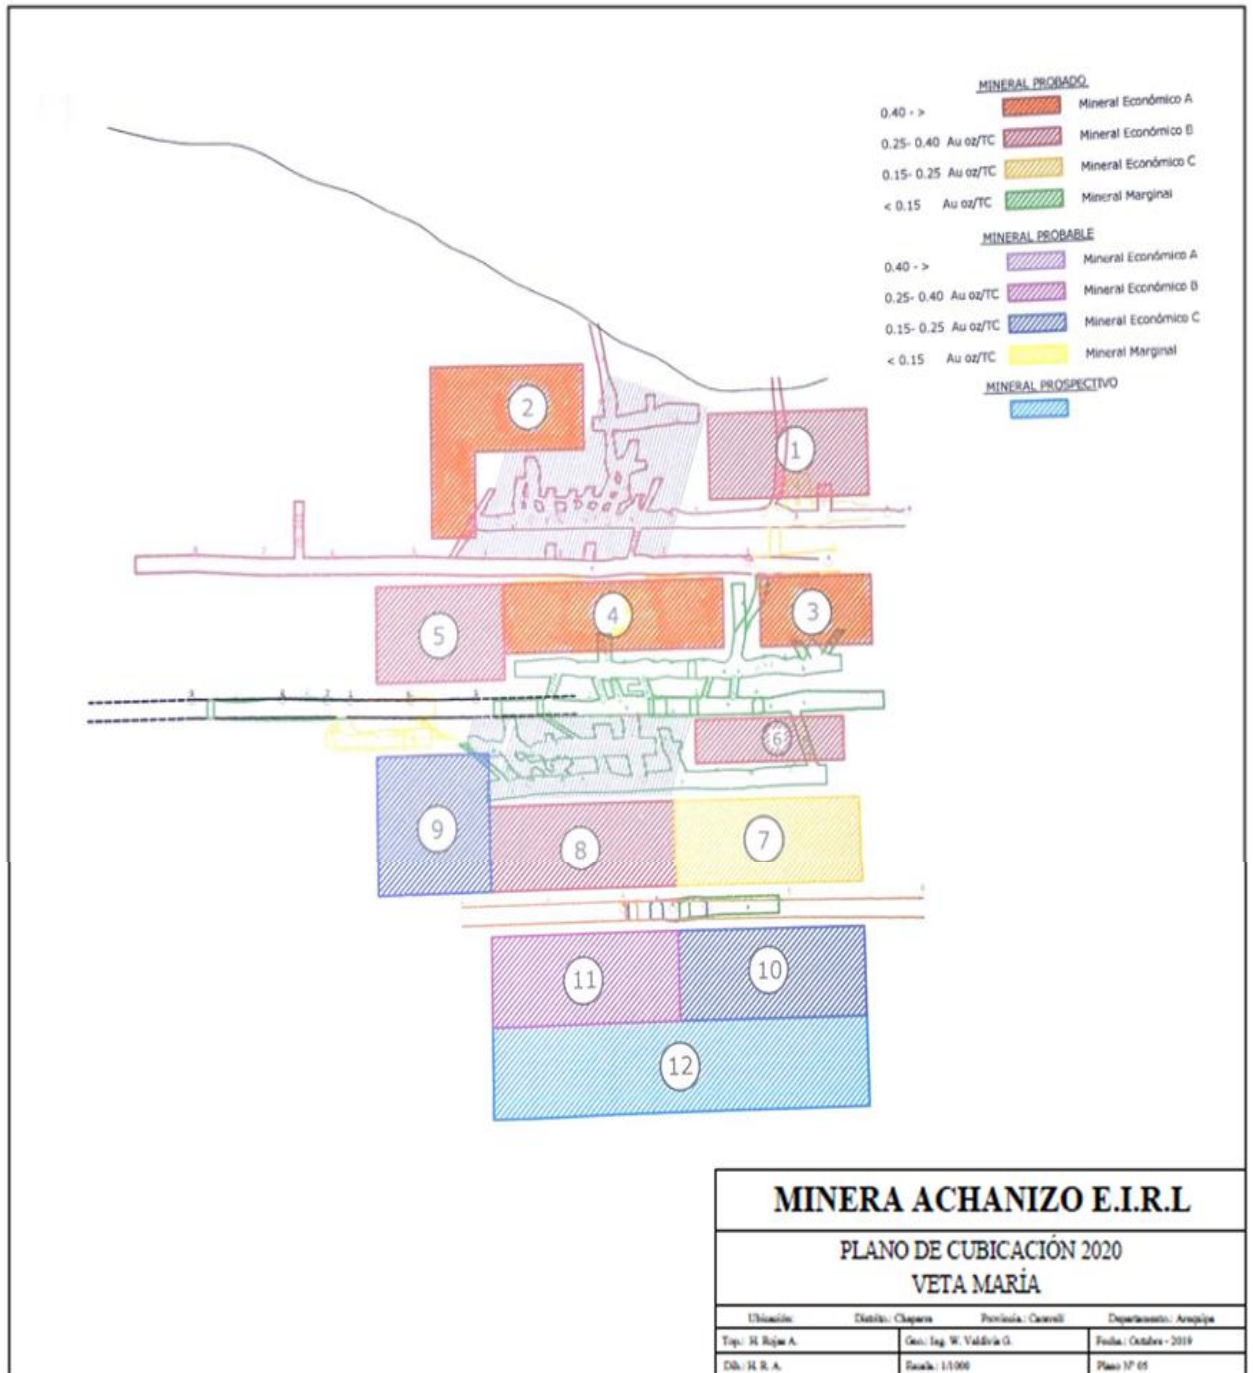 MINERAL PROBADO
0.40 - > Mineral Económico A
0.25- 0.40 Au oz/TC Mineral Económico B
0.15- 0.25 Au oz/TC Mineral Económico C
< 0.15 Au oz/TC Mineral Marginal
MINERAL PROBABLE
0.40 - > Mineral Económico A
0.25- 0.40 Au oz/TC Mineral Económico B
0.15- 0.25 Au oz/TC Mineral Económico C
< 0.15 Au oz/TC Mineral Marginal
MINERAL PROSPECTIVO
2
1
5
4
3
6
9
8
7
11
10
12
MINERA ACHANIZO E.I.R.L
PLANO DE CUBICACIÓN 2020
VETA MARÍA
Ubicación: Distrito.: Chaparra Provincia.: Caravelí Departamento.: Arequipa
Top.: H. Rojas A. Geo.: Ing. W. Valdivia G. Fecha.: Octubre - 2019
Dib.: H. R. A. Escala.: 1/1000 Plano Nº 05